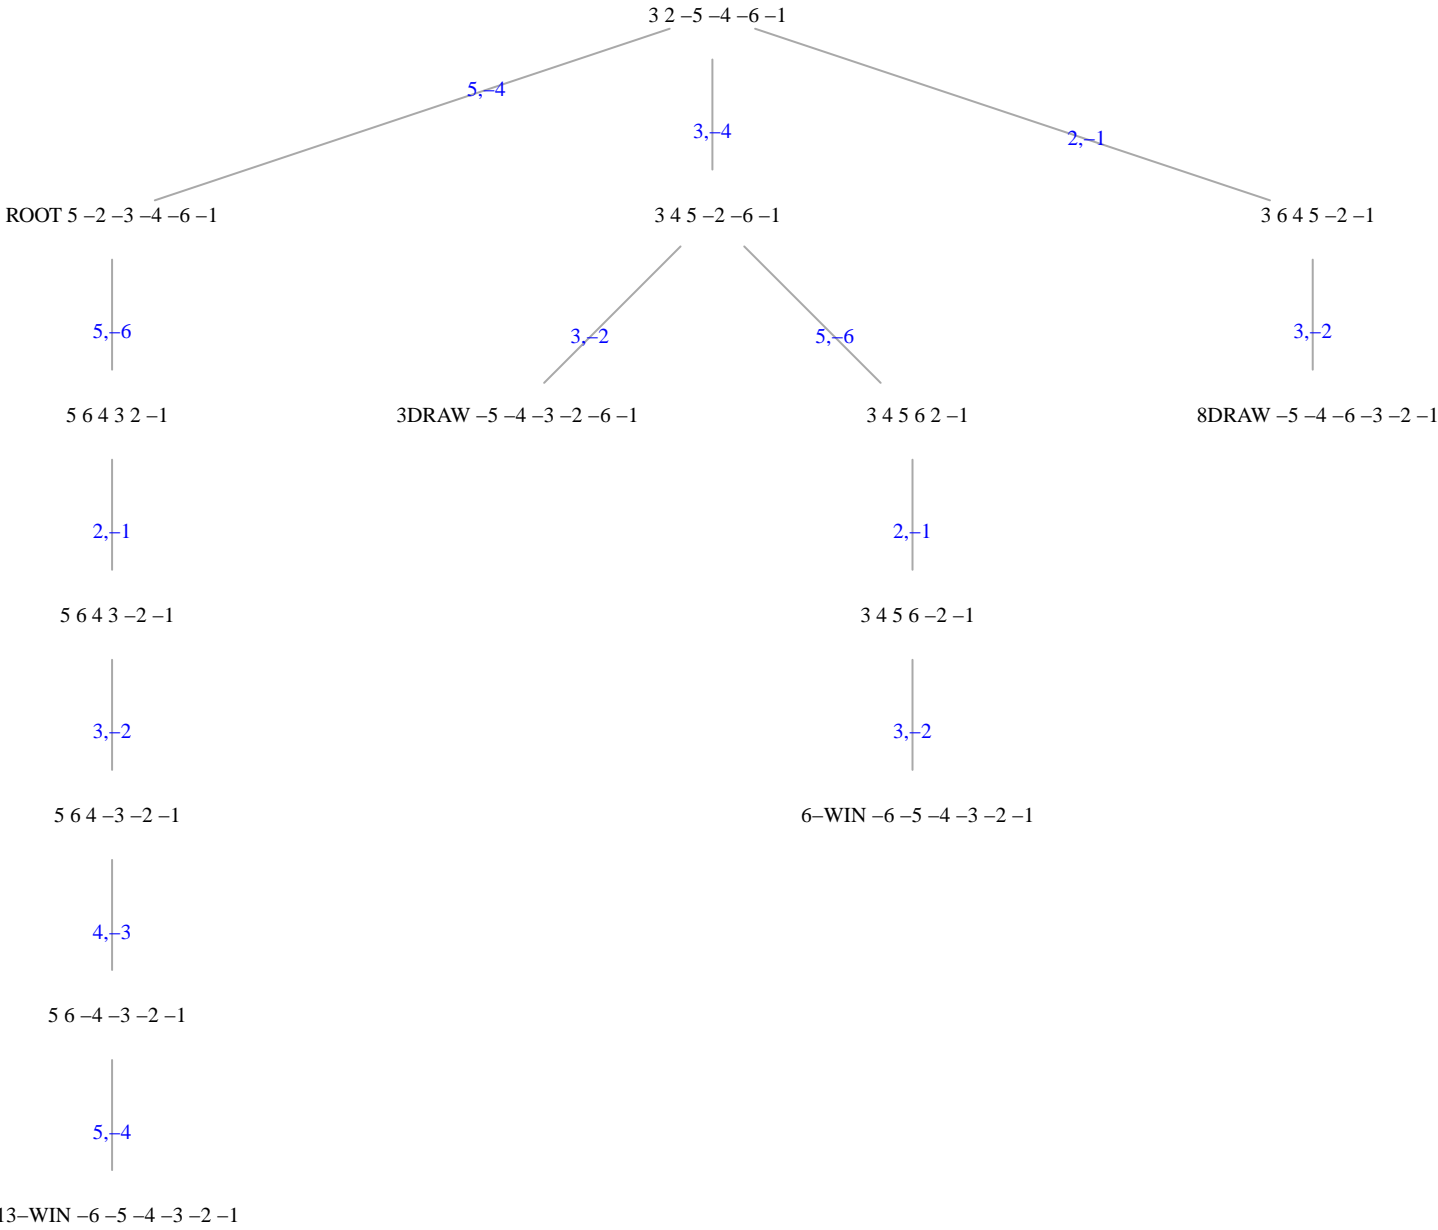 3 2 –5 –4 –6 –1
5,–4
3,–4
2,–1
ROOT 5 –2 –3 –4 –6 –1
3 4 5 –2 –6 –1
3 6 4 5 –2 –1
5,–6
3,–2
5,–6
3,–2
5 6 4 3 2 –1
3DRAW –5 –4 –3 –2 –6 –1
3 4 5 6 2 –1
8DRAW –5 –4 –6 –3 –2 –1
2,–1
2,–1
5 6 4 3 –2 –1
3 4 5 6 –2 –1
3,–2
3,–2
5 6 4 –3 –2 –1
6–WIN –6 –5 –4 –3 –2 –1
4,–3
5 6 –4 –3 –2 –1
5,–4
13–WIN –6 –5 –4 –3 –2 –1